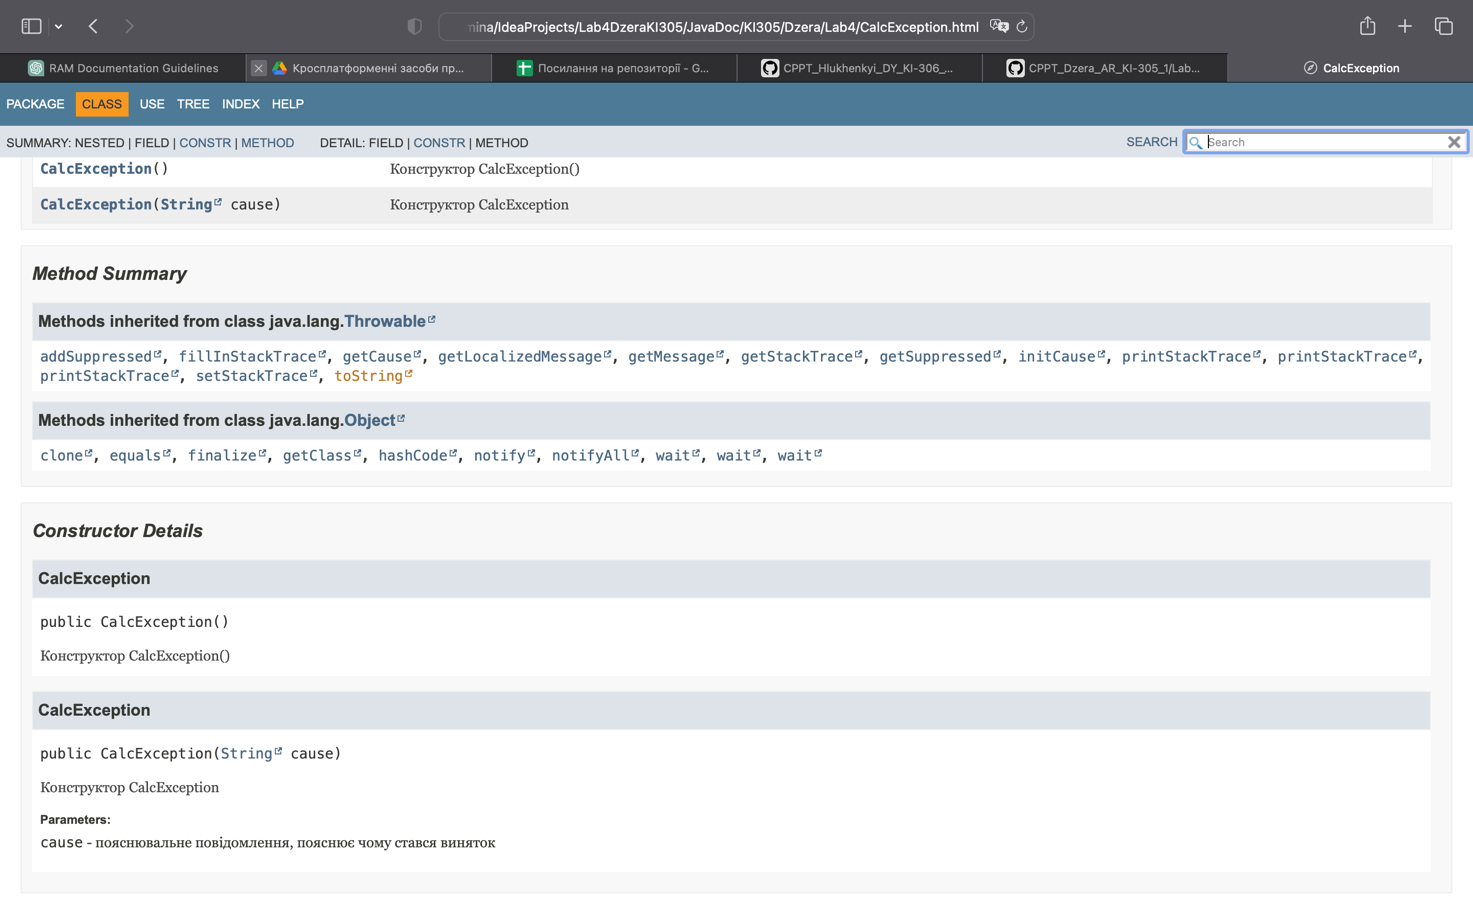 mina/IdeaProjects/Lab4DzeraKI305/JavaDoc/KI305/Dzera/Lab4/CalcException.html
RAM Documentation Guidelines
Кросплатформенні засоби пр...
Посилання на репозиторії - G...
CPPT_Hlukhenkyi_DY_KI-306_...
CPPT_Dzera_AR_KI-305_1/Lab...
CalcException
PACKAGE CLASS USE TREE INDEX HELP
SUMMARY: NESTED | FIELD | CONSTR | METHOD DETAIL: FIELD | CONSTR | METHOD SEARCH Search
CalcException() Конструктор CalcException()
CalcException(String cause) Конструктор CalcException
Method Summary
Methods inherited from class java.lang.Throwable
addSuppressed, fillInStackTrace, getCause, getLocalizedMessage, getMessage, getStackTrace, getSuppressed, initCause, printStackTrace, printStackTrace,
printStackTrace, setStackTrace, toString
Methods inherited from class java.lang.Object
clone, equals, finalize, getClass, hashCode, notify, notifyAll, wait, wait, wait
Constructor Details
CalcException
public CalcException()
Конструктор CalcException()
CalcException
public CalcException(String cause)
Конструктор CalcException
Parameters:
cause - пояснювальне повідомлення, пояснює чому стався виняток